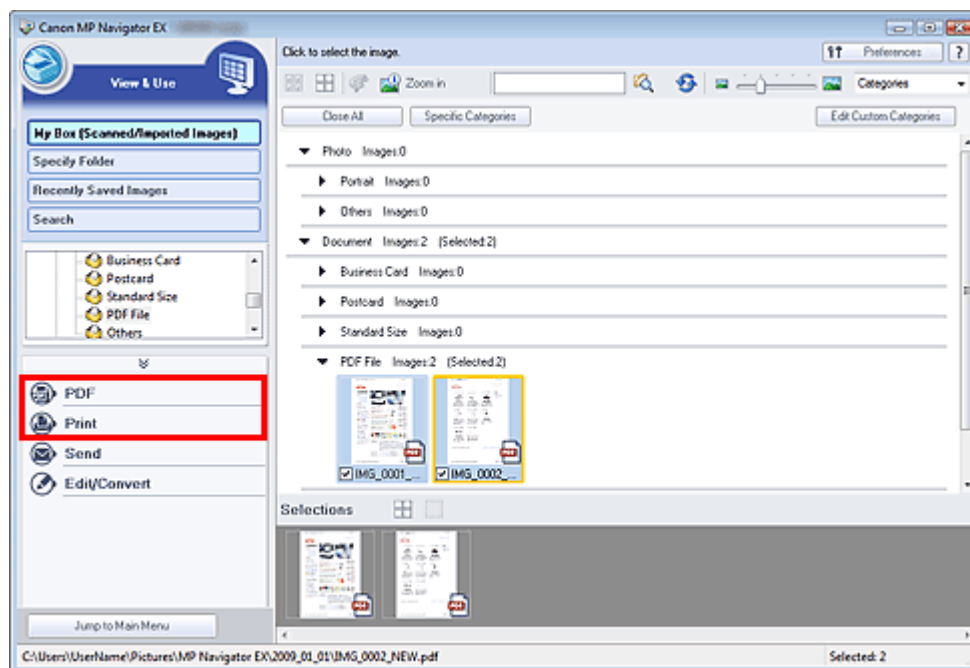 Canon MP Navigator EX
View & Use
Click to select the image.
Preferences
?
Zoom in
Categories
Close All
Specific Categories
Edit Custom Categories
My Box (Scanned/Imported Images)
Specify Folder
Recently Saved Images
Search
Business Card
Postcard
Standard Size
PDF File
Others
PDF
Print
Send
Edit/Convert
Jump to Main Menu
Photo Images:0
Portrait Images:0
Others Images:0
Document Images:2 (Selected:2)
Business Card Images:0
Postcard Images:0
Standard Size Images:0
PDF File Images:2 (Selected:2)
PDF
PDF
IMG_0001_...
IMG_0002_...
Selections
PDF
PDF
C:\Users\UserName\Pictures\MP Navigator EX\2009_01_01\IMG_0002_NEW.pdf
Selected: 2